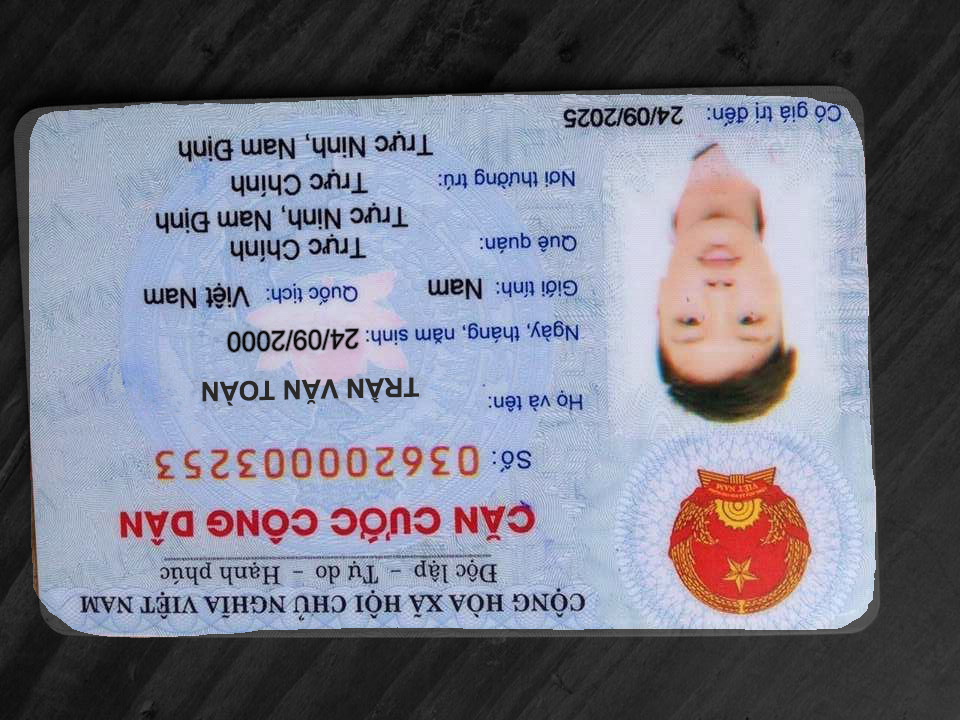 CỘNG HÒA XÃ HỘI CHỦ NGHĨA VIỆT NAM
Độc lập - Tự do - Hạnh phúc
CĂN CƯỚC CÔNG DÂN
Số: 036200003253
Họ và tên:
TRẦN VĂN TOÀN
Ngày, tháng, năm sinh: 24/09/2000
Giới tính: Nam Quốc tịch: Việt Nam
Quê quán: Trực Chính
Trực Ninh, Nam Định
Nơi thường trú: Trực Chính
Trực Ninh, Nam Định
Có giá trị đến: 24/09/2025
VIỆT NAM